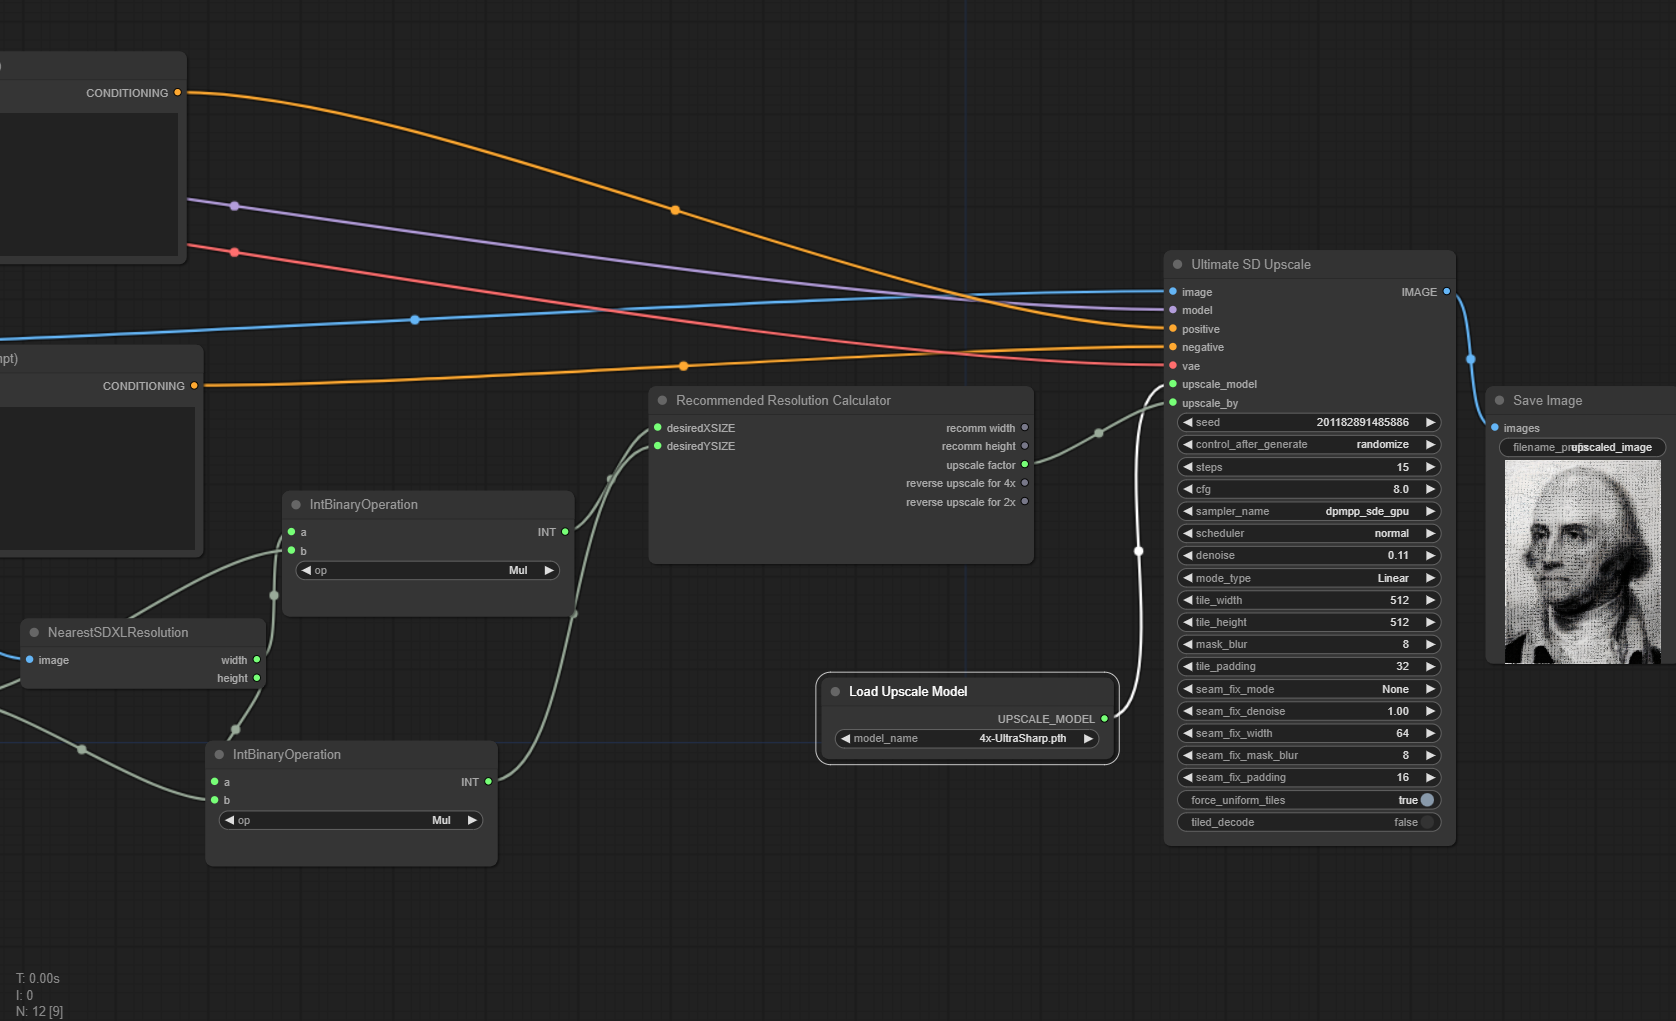 )
CONDITIONING
mpt)
CONDITIONING
NearestSDXLResolution
image
width
height
IntBinaryOperation
a
INT
b
op
Mul
IntBinaryOperation
a
INT
b
op
Mul
Recommended Resolution Calculator
desiredXSIZE
recomm width
desiredYSIZE
recomm height
upscale factor
reverse upscale for 4x
reverse upscale for 2x
Load Upscale Model
UPSCALE_MODEL
model_name
4x-UltraSharp.pth
Ultimate SD Upscale
image
IMAGE
model
positive
negative
vae
upscale_model
upscale_by
seed 201182891485886
control_after_generate randomize
steps 15
cfg 8.0
sampler_name dpmpp_sde_gpu
scheduler normal
denoise 0.11
mode_type Linear
tile_width 512
tile_height 512
mask_blur 8
tile_padding 32
seam_fix_mode None
seam_fix_denoise 1.00
seam_fix_width 64
seam_fix_mask_blur 8
seam_fix_padding 16
force_uniform_tiles true
tiled_decode false
Save Image
images
upscaled_image
T: 0.00s
I: 0
N: 12 [9]